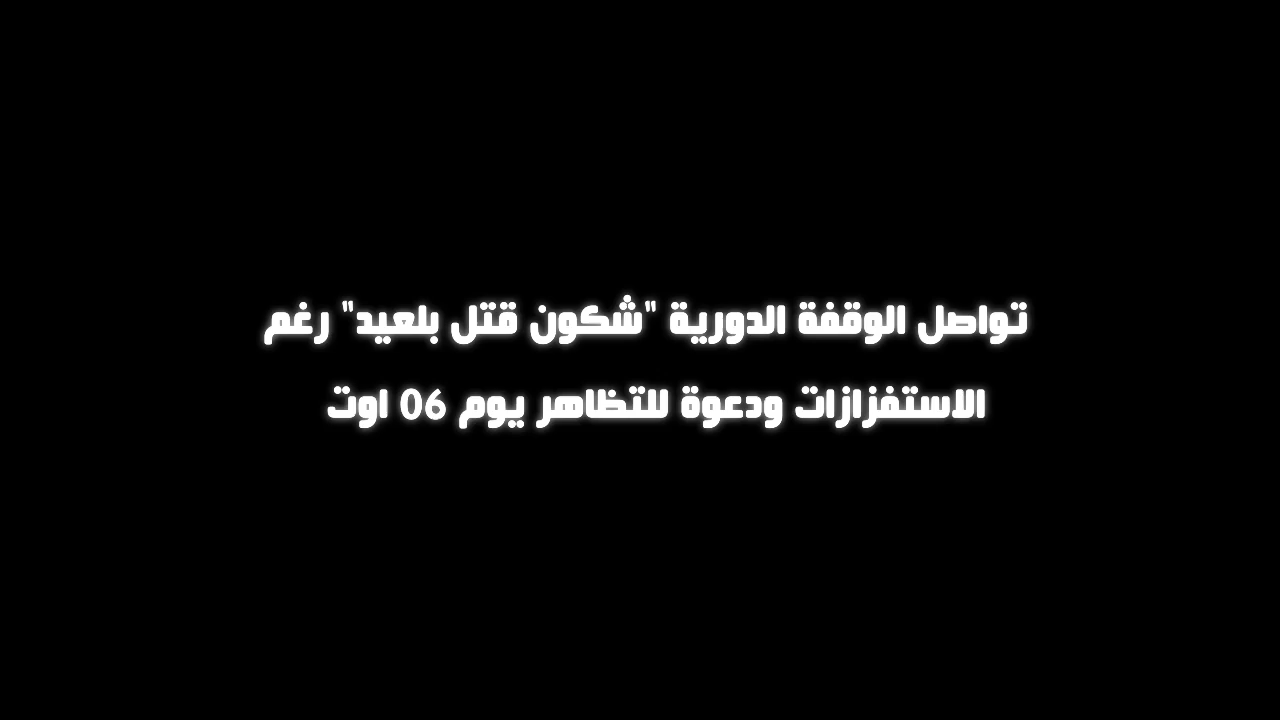 تواصل الوقفة الدورية "شكون قتل بلعيد" رغم
الاستفزازات ودعوة للتظاهر يوم 06 اوت